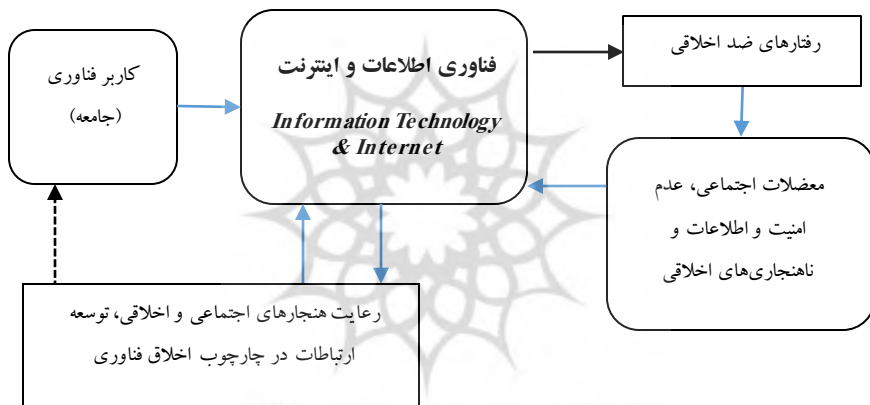 رفتارهای ضد اخلاقی
فناوری اطلاعات و اینترنت
Information Technology
& Internet
کاربر فناوری
(جامعه)
معضلات اجتماعی، عدم
امنیت و اطلاعات و
ناهنجاری‌های اخلاقی
رعایت هنجارهای اجتماعی و اخلاقی، توسعه
ارتباطات در چارچوب اخلاق فناوری